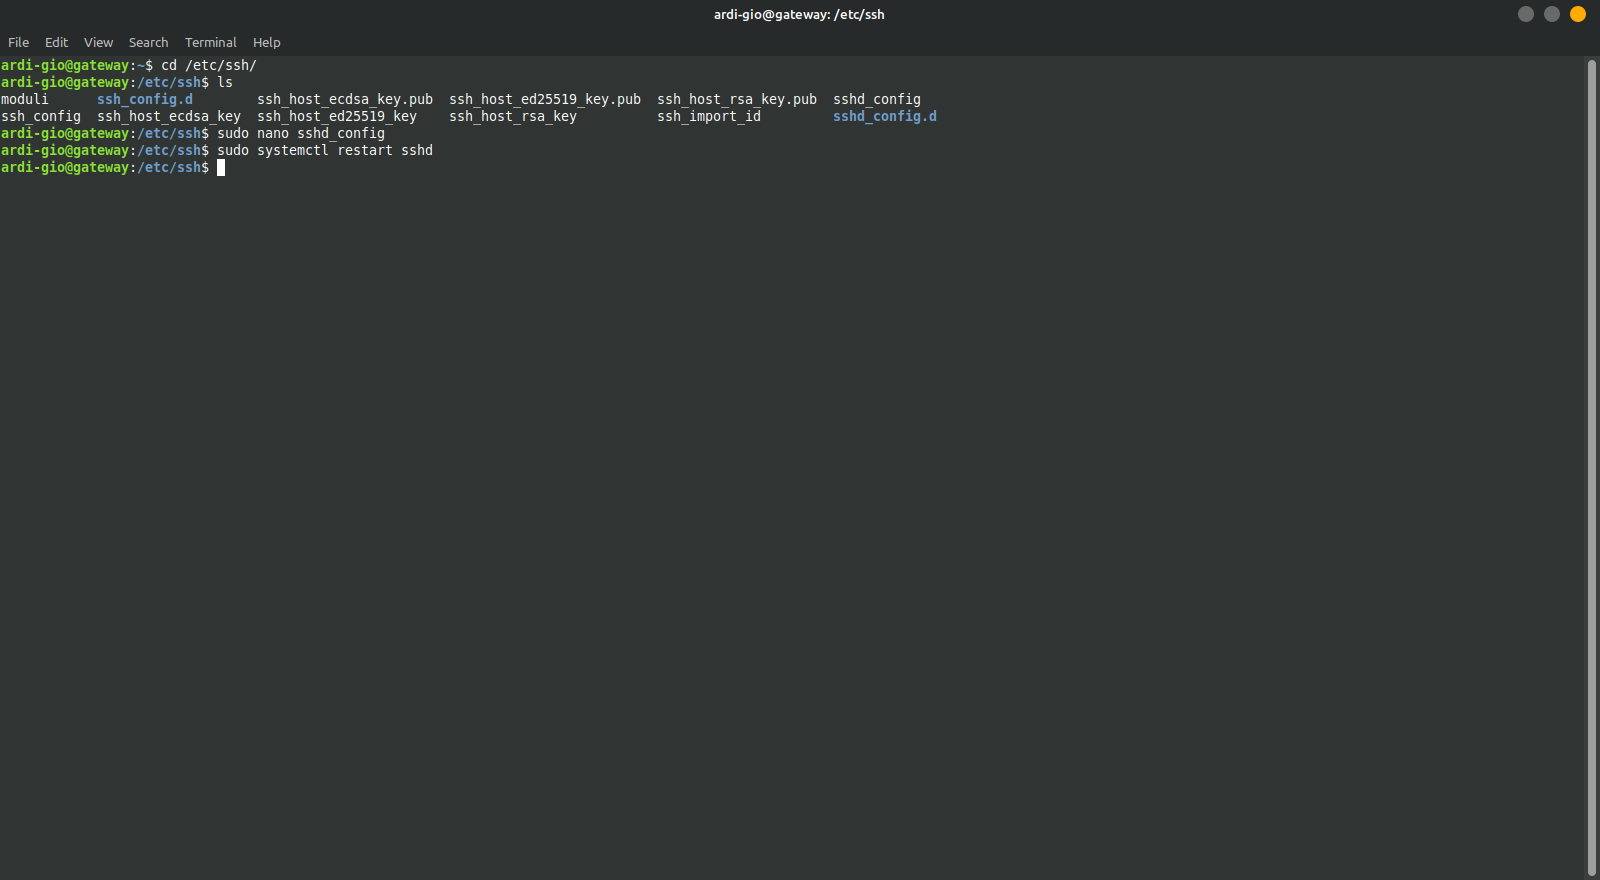 ardi-gio@gateway: /etc/ssh
File Edit View Search Terminal Help
ardi-gio@gateway:~$ cd /etc/ssh/
ardi-gio@gateway:/etc/ssh$ ls
moduli      ssh_config.d        ssh_host_ecdsa_key.pub  ssh_host_ed25519_key.pub  ssh_host_rsa_key.pub  sshd_config
ssh_config  ssh_host_ecdsa_key  ssh_host_ed25519_key    ssh_host_rsa_key          ssh_import_id         sshd_config.d
ardi-gio@gateway:/etc/ssh$ sudo nano sshd_config
ardi-gio@gateway:/etc/ssh$ sudo systemctl restart sshd
ardi-gio@gateway:/etc/ssh$